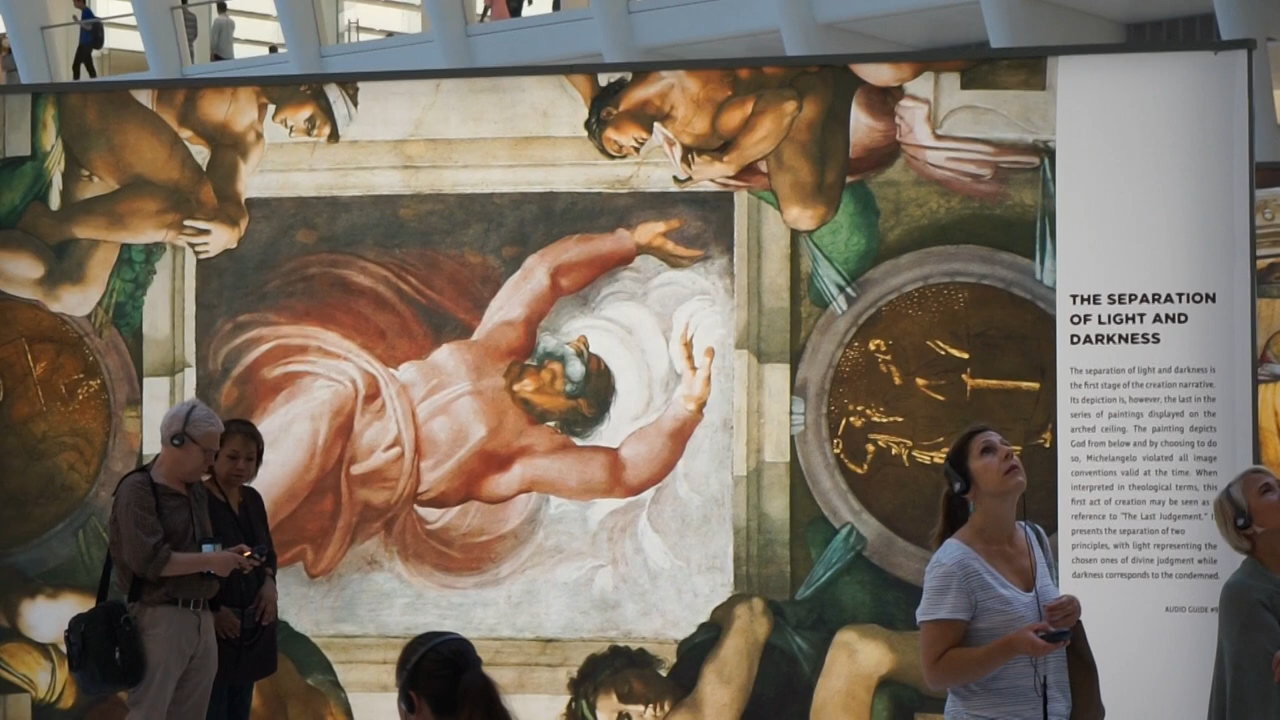 THE SEPARATION
OF LIGHT AND
DARKNESS
The separation of light and darkness is
the first stage of the creation narrative.
Its depiction is, however, the last in the
series of paintings displayed on the
arched ceiling. The painting depicts
God from below and by choosing to do
so, Michelangelo violated all image
conventions valid at the time. When
interpreted in theological terms, this
first act of creation may be seen as
reference to "The Last Judgement."
presents the separation of two
principles, with light representing the
chosen ones of divine judgment while
darkness corresponds to the condemned.
AUDIO GUIDE